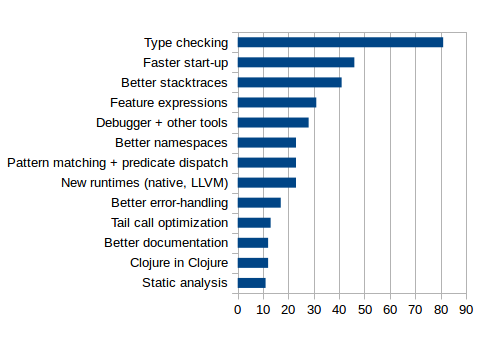 Type checking
Faster start-up
Better stacktraces
Feature expressions
Debugger + other tools
Better namespaces
Pattern matching + predicate dispatch
New runtimes (native, LLVM)
Better error-handling
Tail call optimization
Better documentation
Clojure in Clojure
Static analysis
0 10 20 30 40 50 60 70 80 90